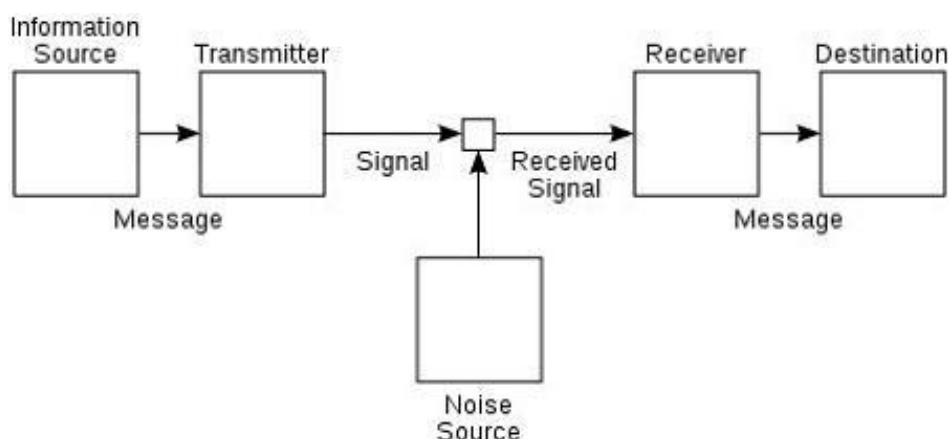 Information
Source
Transmitter
Receiver
Destination
Signal
Received
Signal
Message
Message
Noise
Source